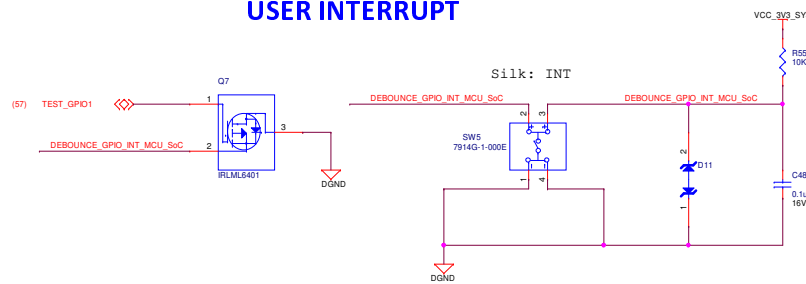 USER INTERRUPT
VCC_3V3_SY
R55
10K
Silk: INT
Q7
(57) TEST_GPIO1
1
DEBOUNCE_GPIO_INT_MCU_SoC
2
3
IRLML6401
DGND
DEBOUNCE_GPIO_INT_MCU_SoC
DEBOUNCE_GPIO_INT_MCU_SoC
2
3
SW5
7914G-1-000E
1
4
2
D11
1
C48
0.1u
16V
DGND